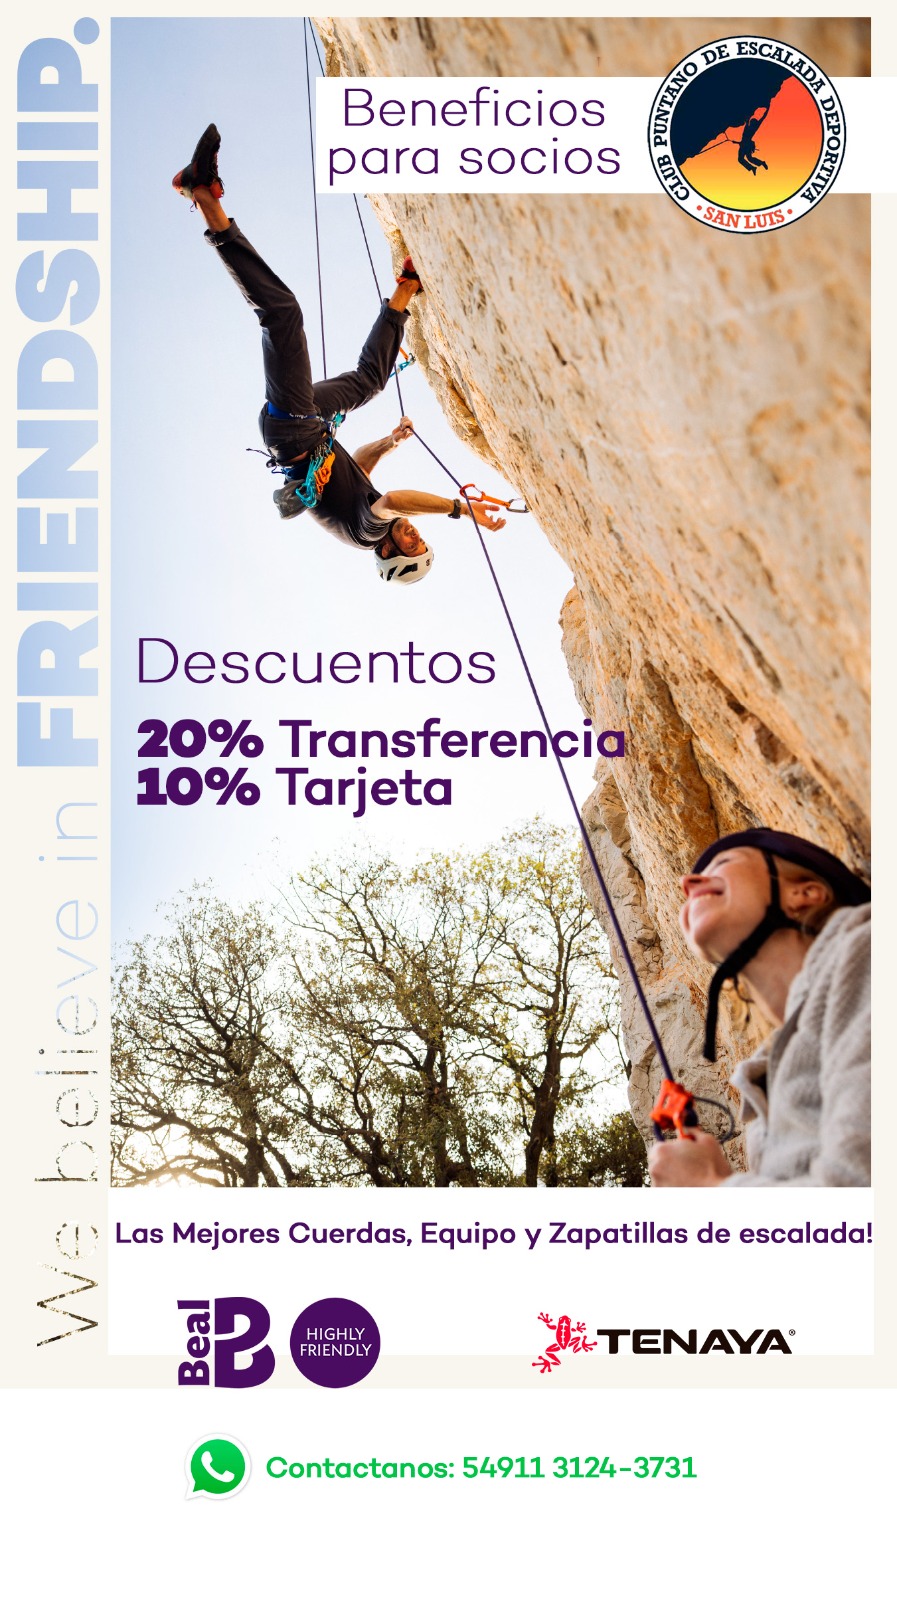 We believe in FRIENDSHIP.
Beneficios
para socios
CLUB PUNTANO DE ESCALADA DEPORTIVA
• SAN LUIS •
Descuentos
20% Transferencia
10% Tarjeta
Las Mejores Cuerdas, Equipo y Zapatillas de escalada!
Beal
HIGHLY
FRIENDLY
TENAYA®
Contactanos: 54911 3124-3731